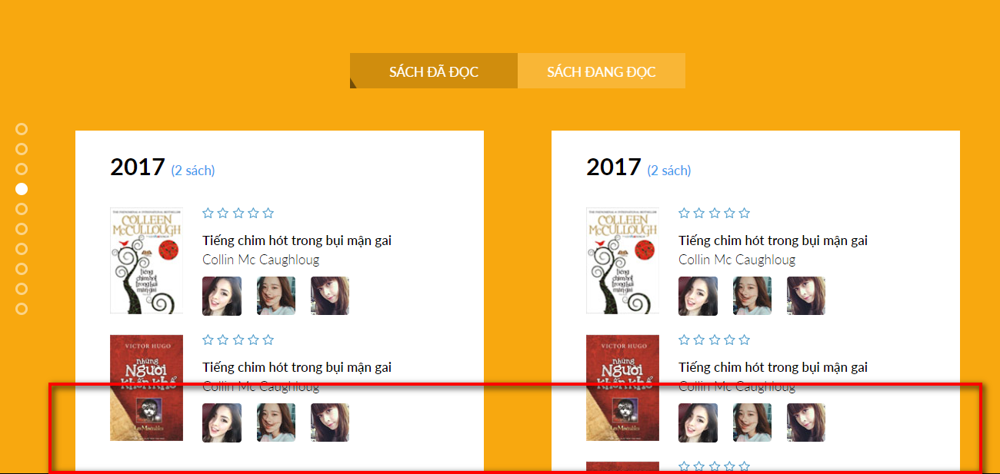 SÁCH ĐÃ ĐỌC
SÁCH ĐANG ĐỌC
2017 (2 sách)
COLLEEN
McCULLOUGH
Tiếng
chim hót
trong bụi
mận gai
Tiếng chim hót trong bụi mận gai
Collin Mc Caughloug
VICTOR HUGO
Những
Người
Khốn Khổ
Les Misérables
Tiếng chim hót trong bụi mận gai
Collin Mc Caughloug
2017 (2 sách)
COLLEEN
McCULLOUGH
Tiếng
chim hót
trong bụi
mận gai
Tiếng chim hót trong bụi mận gai
Collin Mc Caughloug
VICTOR HUGO
Những
Người
Khốn Khổ
Les Misérables
Tiếng chim hót trong bụi mận gai
Collin Mc Caughloug